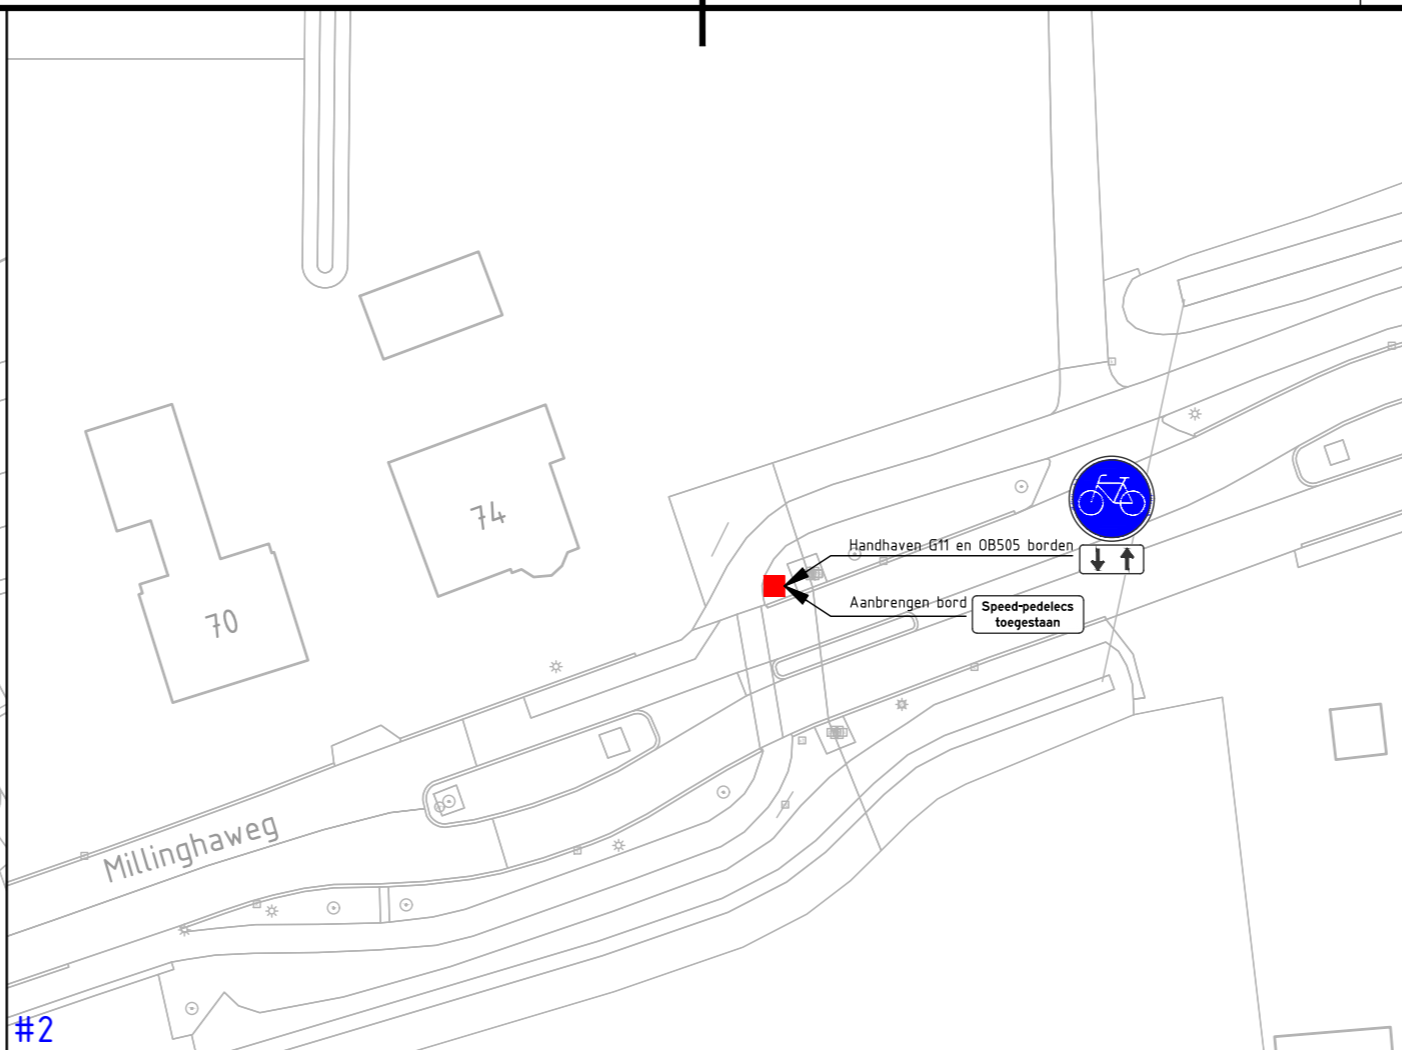 74
Handhaven G11 en OB505 borden
Aanbrengen bord
Speed-pedelecs
toegestaan
70
Millinghaweg
#2